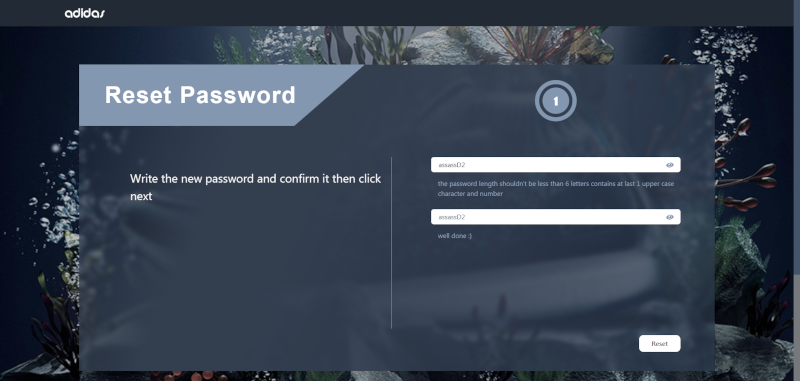 adidas
Reset Password
1
Write the new password and confirm it then click
next
assassD2
the password length shouldn't be less than 6 letters contains at last 1 upper case
character and number
assassD2
well done :)
Reset